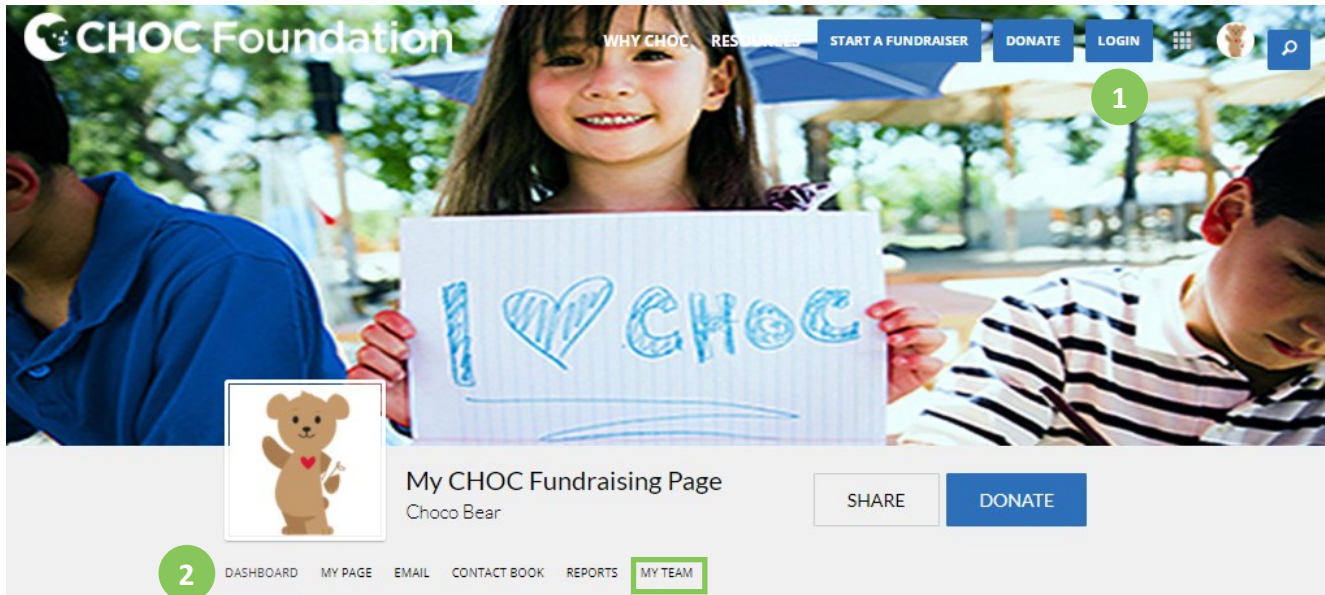 CHOC Foundation
WHY CHOC RESOURCES START A FUNDRAISER DONATE LOGIN
1
I CHOC
My CHOC Fundraising Page
Choco Bear
SHARE DONATE
2 DASHBOARD MY PAGE EMAIL CONTACT BOOK REPORTS MY TEAM